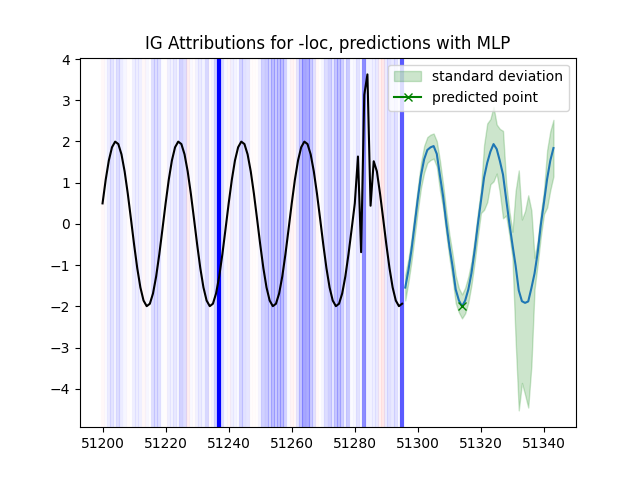 IG Attributions for -loc, predictions with MLP
standard deviation
predicted point
4
3
2
1
0
−1
−2
−3
−4
51200 51220 51240 51260 51280 51300 51320 51340